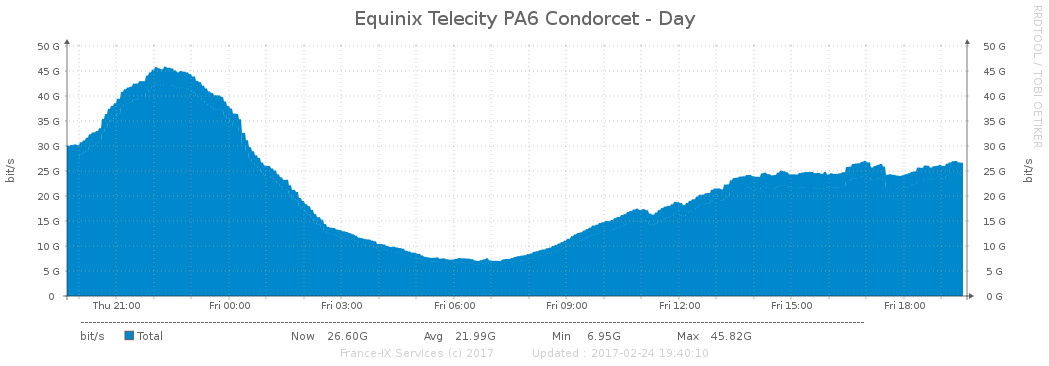 Equinix Telecity PA6 Condorcet - Day
RRDTOOL / TOBI OETIKER
50 G 50 G
45 G 45 G
40 G 40 G
35 G 35 G
30 G 30 G
25 G 25 G
20 G 20 G
15 G 15 G
10 G 10 G
5 G 5 G
0 0 G
bit/s
bit/s
Thu 21:00 Fri 00:00 Fri 03:00 Fri 06:00 Fri 09:00 Fri 12:00 Fri 15:00 Fri 18:00
bit/s Total Now 26.60G Avg 21.99G Min 6.95G Max 45.82G
France-IX Services (c) 2017 Updated : 2017-02-24 19:40:10